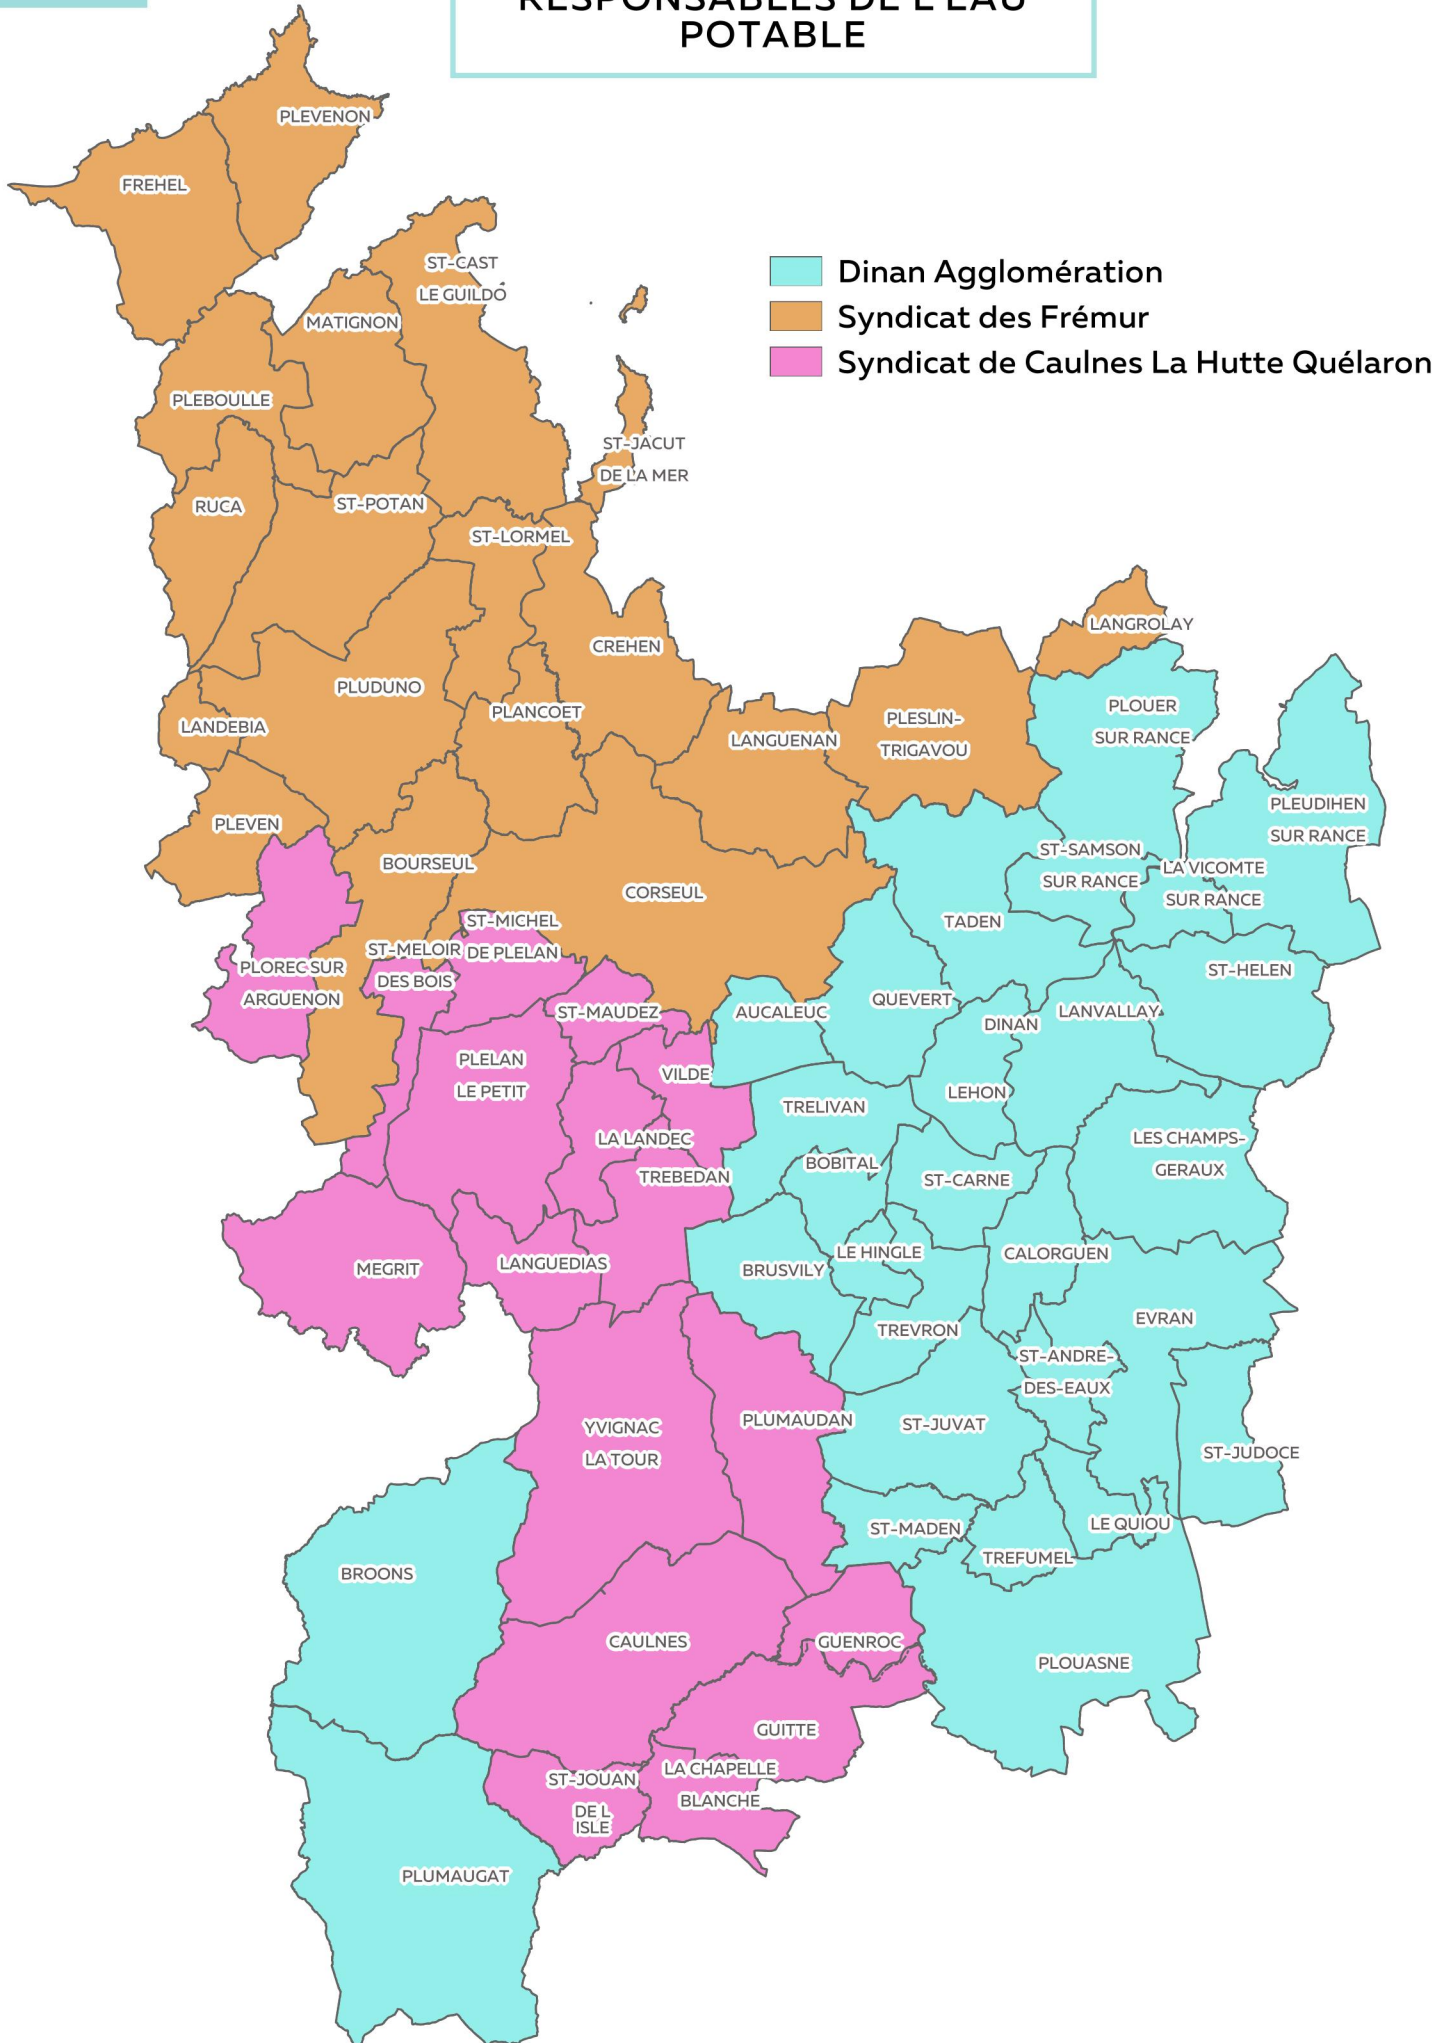 RESPONSABLES DE L'EAU
POTABLE
PLEVENON
FREHEL
ST-CAST
LE GUILDO
MATIGNON
Dinan Agglomération
Syndicat des Frémur
Syndicat de Caulnes La Hutte Quélaron
PLEBOULLE
ST-JACUT
DE LA MER
RUCA
ST-POTAN
ST-LORMEL
CREHEN
LANGROLAY
PLUDUNO
PLANCOET
LANDEBIA
LANGUENAN
PLESLIN-
TRIGAVOU
PLOUER
SUR RANCE
PLEUDIHEN
SUR RANCE
PLEVEN
BOURSEUL
CORSEUL
ST-SAMSON
SUR RANCE
LA VICOMTE
SUR RANCE
TADEN
ST-MICHEL
DE PLELAN
ST-MELOIR
DES BOIS
PLOREC SUR
ARGUENON
ST-HELEN
ST-MAUDEZ
AUCALEUC
QUEVERT
DINAN
LANVALLAY
PLELAN
LE PETIT
VILDE
LEHON
TRELIVAN
LA LANDEC
TREBEDAN
BOBITAL
ST-CARNE
LES CHAMPS-
GERAUX
MEGRIT
LANGUEDIAS
BRUSVILY
LE HINGLE
CALORGUEN
EVRAN
TREVRON
ST-ANDRE-
DES-EAUX
YVIGNAC
LA TOUR
PLUMAUDAN
ST-JUVAT
ST-JUDOCE
ST-MADEN
LE QUIOU
TREFUMEL
BROONS
CAULNES
GUENROC
PLOUASNE
GUITTE
ST-JOUAN
DE L
ISLE
LA CHAPELLE
BLANCHE
PLUMAUGAT